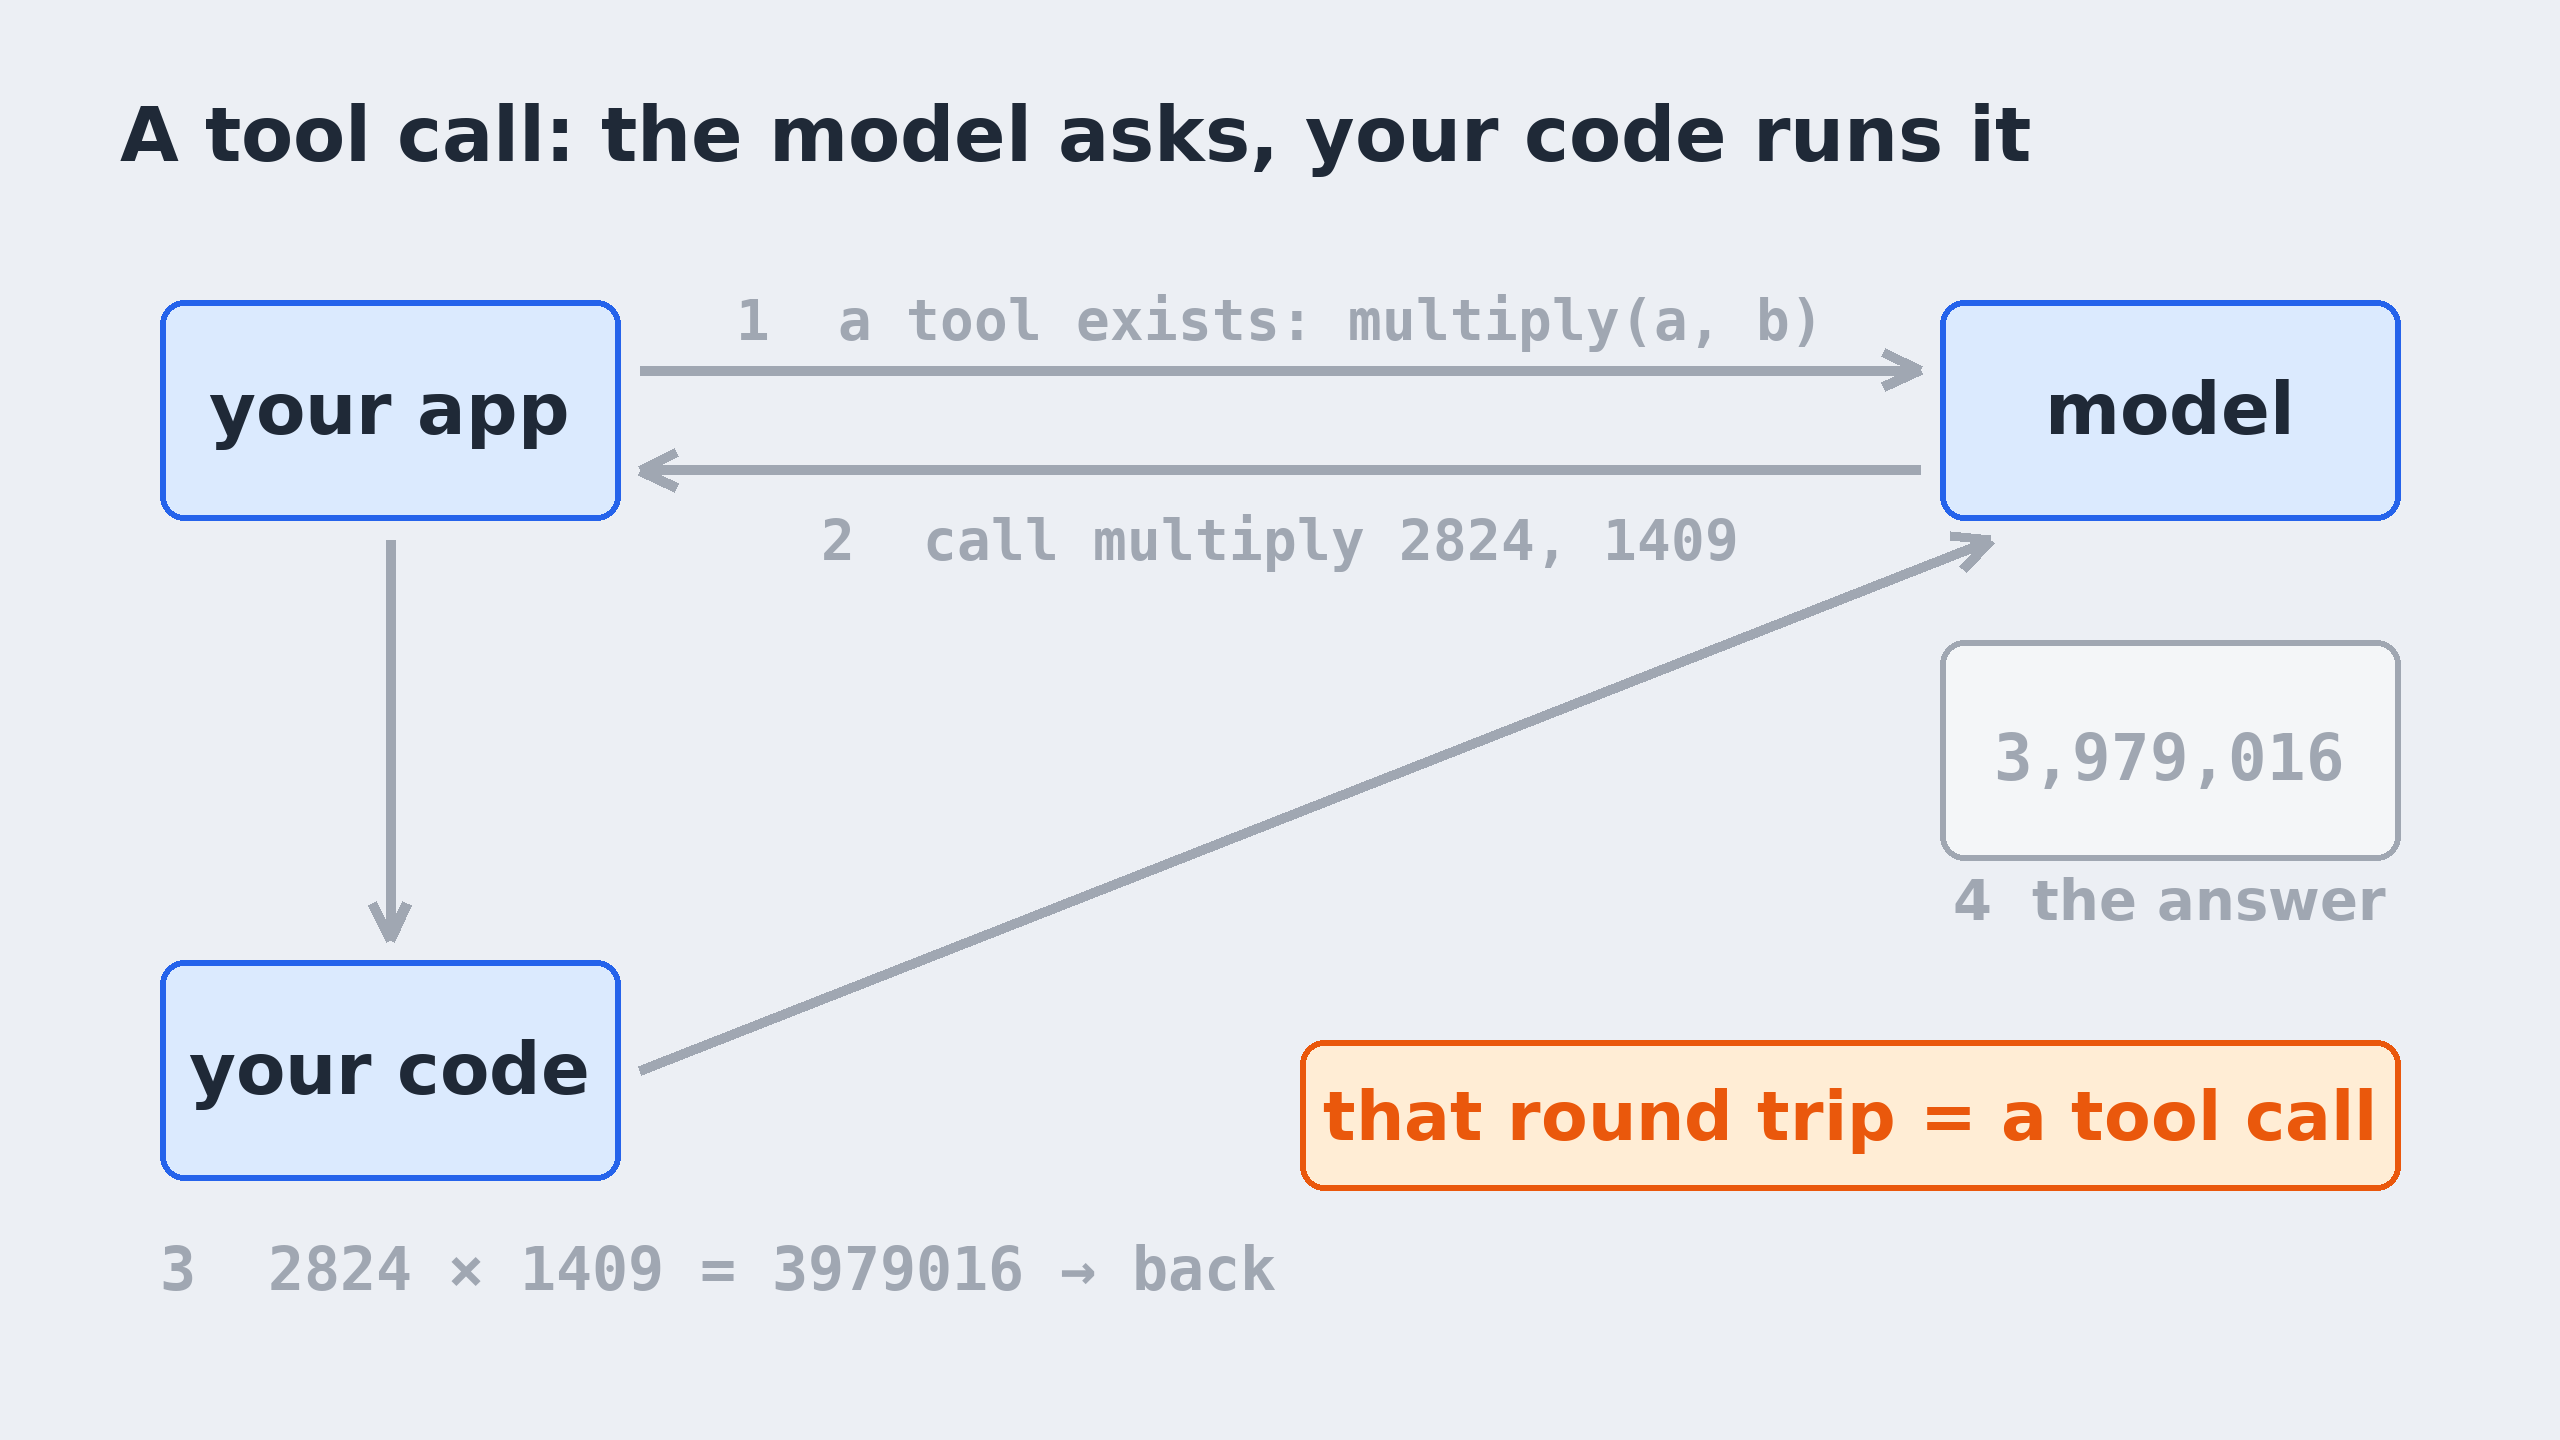 A tool call: the model asks, your code runs it
1  a tool exists: multiply(a, b)
your app
model
2  call multiply 2824, 1409
3,979,016
4  the answer
your code
that round trip = a tool call
3  2824 × 1409 = 3979016 → back